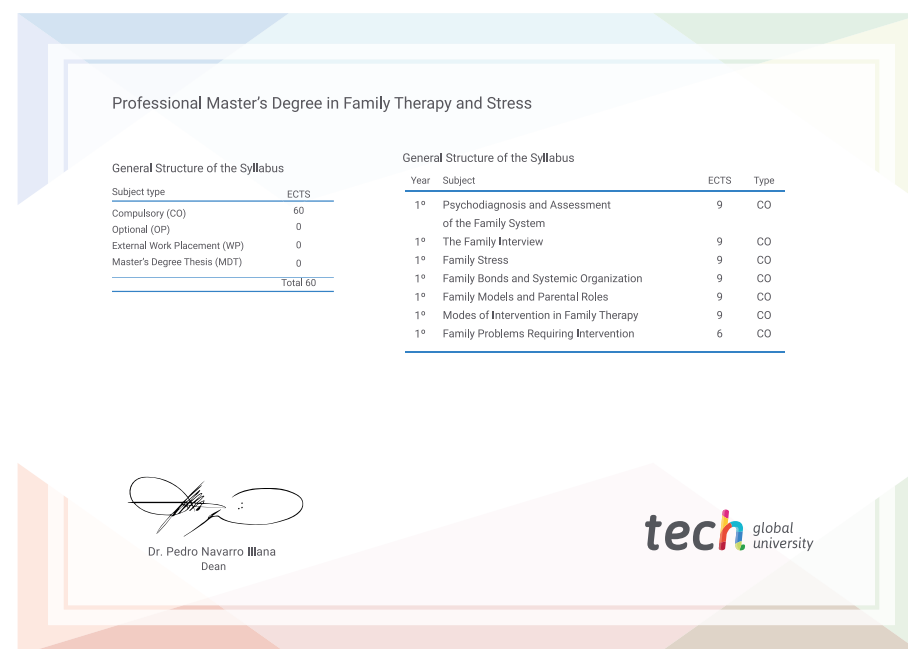 Professional Master's Degree in Family Therapy and Stress
General Structure of the Syllabus
Subject type ECTS
Compulsory (CO) 60
Optional (OP) 0
External Work Placement (WP) 0
Master's Degree Thesis (MDT) 0
Total 60
General Structure of the Syllabus
Year Subject ECTS Type
1º Psychodiagnosis and Assessment 9 CO
of the Family System
1º The Family Interview 9 CO
1º Family Stress 9 CO
1º Family Bonds and Systemic Organization 9 CO
1º Family Models and Parental Roles 9 CO
1º Modes of Intervention in Family Therapy 9 CO
1º Family Problems Requiring Intervention 6 CO
Dr. Pedro Navarro Illana
Dean
tech global
university